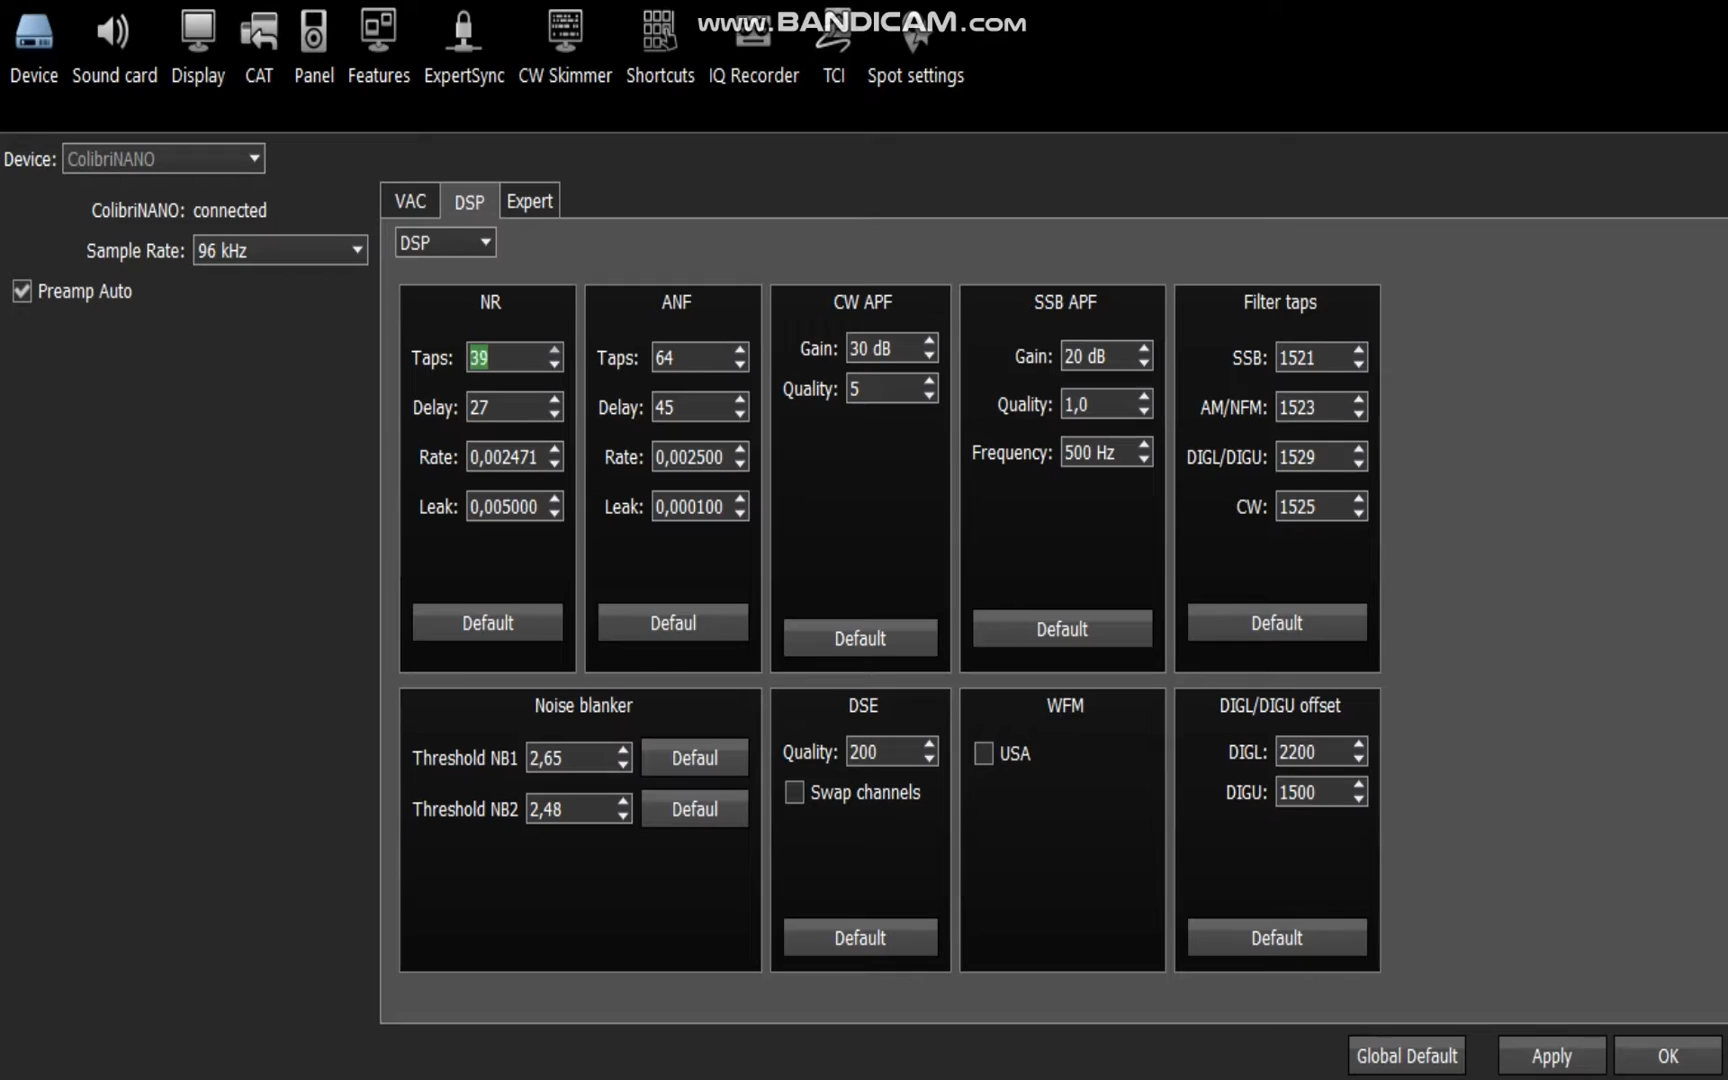 www.BANDICAM.com
Device Sound card Display CAT Panel Features ExpertSync CW Skimmer Shortcuts IQ Recorder TCI Spot settings
Device: ColibriNANO
ColibriNANO: connected
Sample Rate: 96 kHz
Preamp Auto
VAC DSP Expert
DSP
NR
Taps: 39
Delay: 27
Rate: 0,002471
Leak: 0,005000
Default
ANF
Taps: 64
Delay: 45
Rate: 0,002500
Leak: 0,000100
Defaul
CW APF
Gain: 30 dB
Quality: 5
Default
SSB APF
Gain: 20 dB
Quality: 1,0
Frequency: 500 Hz
Default
Filter taps
SSB: 1521
AM/NFM: 1523
DIGL/DIGU: 1529
CW: 1525
Default
Noise blanker
Threshold NB1 2,65 Defaul
Threshold NB2 2,48 Defaul
DSE
Quality: 200
Swap channels
Default
WFM
USA
DIGL/DIGU offset
DIGL: 2200
DIGU: 1500
Default
Global Default Apply OK